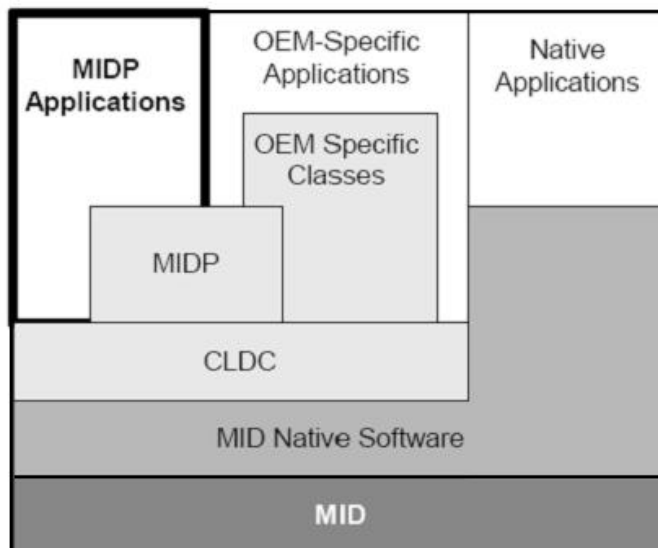 MIDP
Applications
OEM-Specific
Applications
Native
Applications
OEM Specific
Classes
MIDP
CLDC
MID Native Software
MID